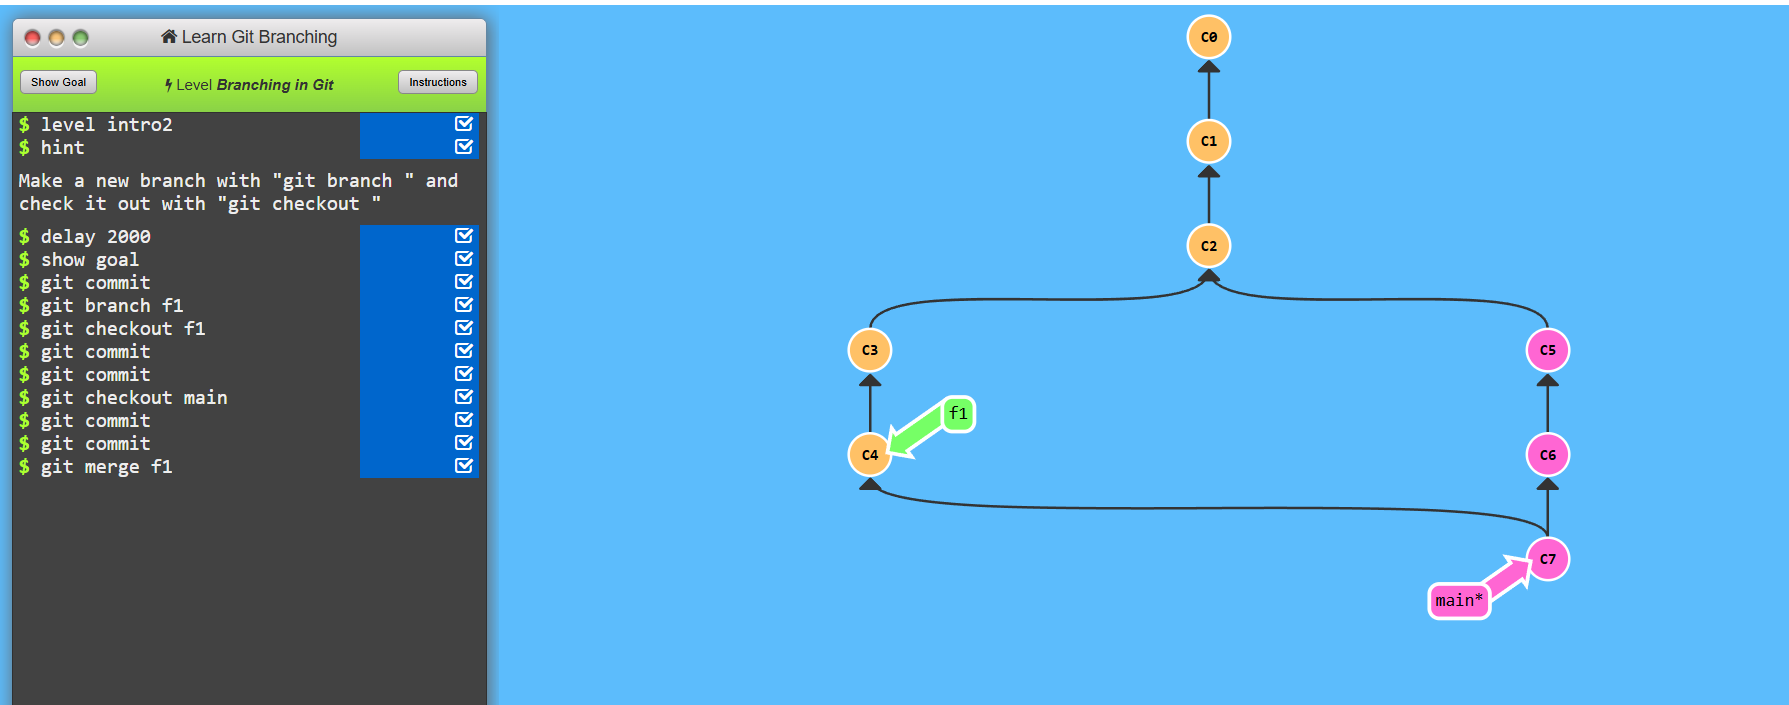 Learn Git Branching
Show Goal
Level Branching in Git
Instructions
$ level intro2
$ hint
Make a new branch with "git branch " and
check it out with "git checkout "
$ delay 2000
$ show goal
$ git commit
$ git branch f1
$ git checkout f1
$ git commit
$ git commit
$ git checkout main
$ git commit
$ git commit
$ git merge f1
C0
C1
C2
C3
C5
f1
C4
C6
C7
main*